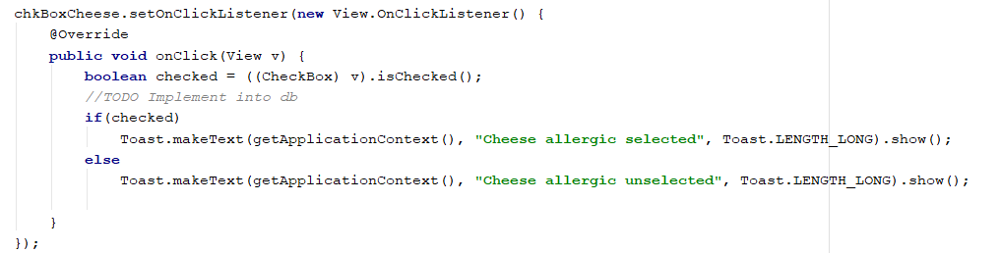 chkBoxCheese.setOnClickListener(new View.OnClickListener() {
    @Override
    public void onClick(View v) {
        boolean checked = ((CheckBox) v).isChecked();
        //TODO Implement into db
        if(checked)
            Toast.makeText(getApplicationContext(), "Cheese allergic selected", Toast.LENGTH_LONG).show();
        else
            Toast.makeText(getApplicationContext(), "Cheese allergic unselected", Toast.LENGTH_LONG).show();
    }
});